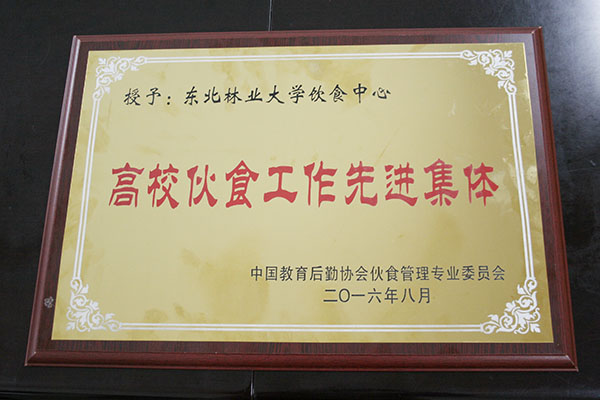 授予：东北林业大学饮食中心
高校伙食工作先进集体
中国教育后勤协会伙食管理专业委员会
二〇一六年八月